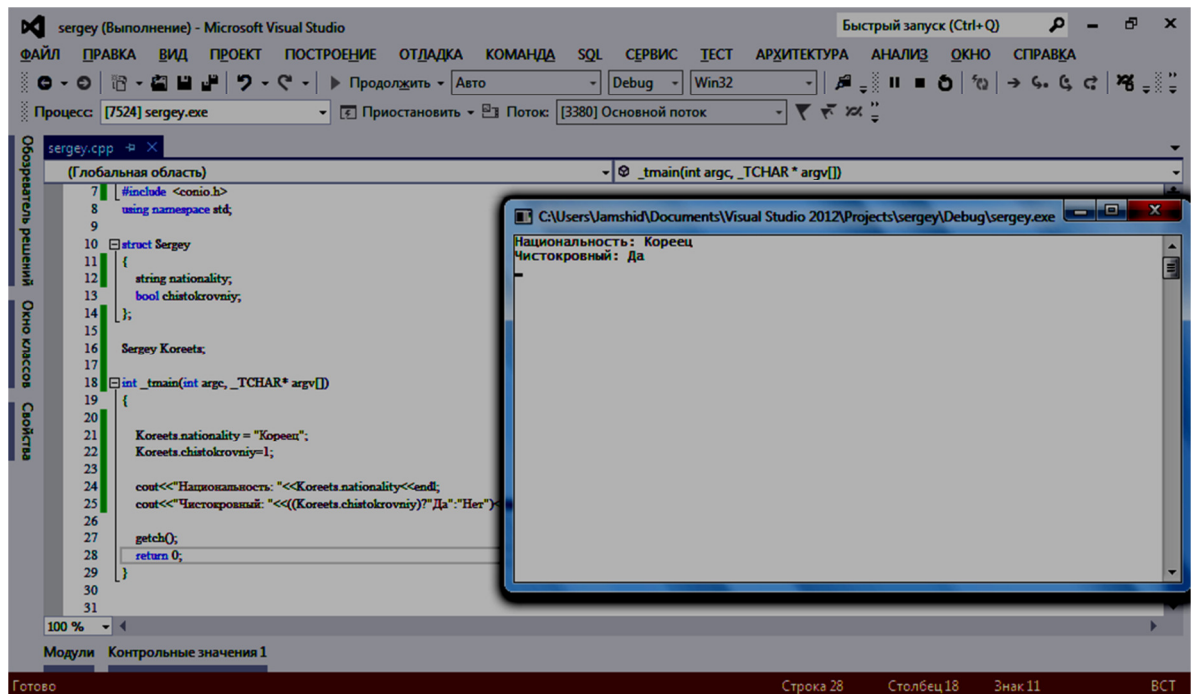 sergey (Выполнение) - Microsoft Visual Studio
Быстрый запуск (Ctrl+Q)
ФАЙЛ ПРАВКА ВИД ПРОЕКТ ПОСТРОЕНИЕ ОТЛАДКА КОМАНДА SQL СЕРВИС ТЕСТ АРХИТЕКТУРА АНАЛИЗ ОКНО СПРАВКА
Продолжить Авто Debug Win32
Процесс: [7524] sergey.exe Приостановить Поток: [3380] Основной поток
Обозреватель решений
Окно классов
Свойства
sergey.cpp
(Глобальная область) _tmain(int argc, _TCHAR * argv[])
7 #include <conio.h>
8 using namespace std;
9
10 struct Sergey
11 {
12 string nationality;
13 bool chistokrovniy;
14 };
15
16 Sergey Koreets;
17
18 int _tmain(int argc, _TCHAR* argv[])
19 {
20
21 Koreets.nationality = "Кореец";
22 Koreets.chistokrovniy=1;
23
24 cout<<"Национальность: "<<Koreets.nationality<<endl;
25 cout<<"Чистокровный: "<<((Koreets.chistokrovniy)?"Да":"Нет")<
26
27 getch();
28 return 0;
29 }
30
31
C:\Users\Jamshid\Documents\Visual Studio 2012\Projects\sergey\Debug\sergey.exe
Национальность: Кореец
Чистокровный: Да
100 %
Модули Контрольные значения 1
Готово Строка 28 Столбец 18 Знак 11 ВСТ